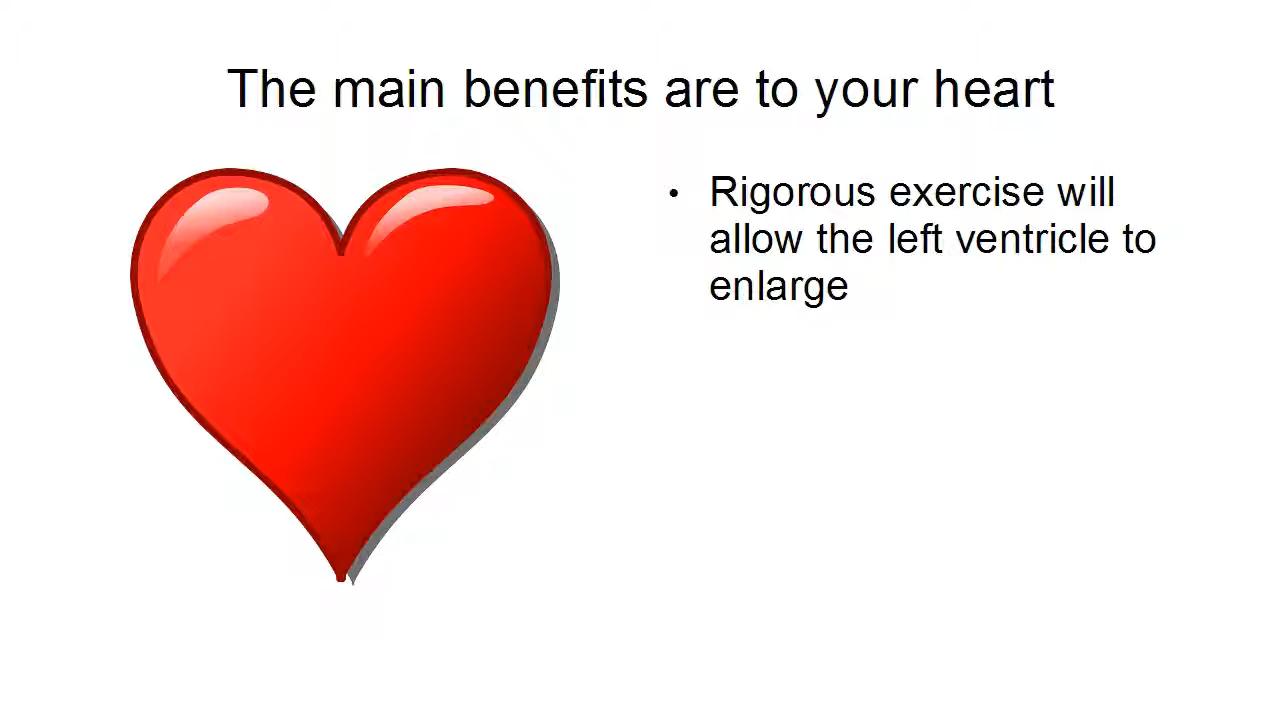 The main benefits are to your heart
• Rigorous exercise will
allow the left ventricle to
enlarge